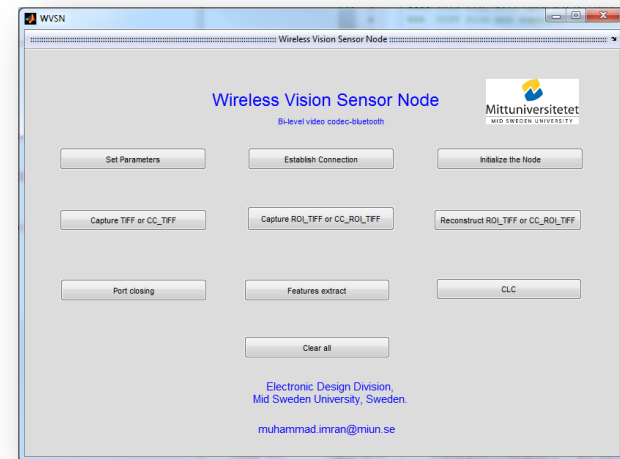 WVSN
Wireless Vision Sensor Node
Wireless Vision Sensor Node
Bi-level video codec-bluetooth
Mittuniversitetet
MID SWEDEN UNIVERSITY
Set Parameters
Establish Connection
Initialize the Node
Capture TIFF or CC_TIFF
Capture ROI_TIFF or CC_ROI_TIFF
Reconstruct ROI_TIFF or CC_ROI_TIFF
Port closing
Features extract
CLC
Clear all
Electronic Design Division,
Mid Sweden University, Sweden.
muhammad.imran@miun.se